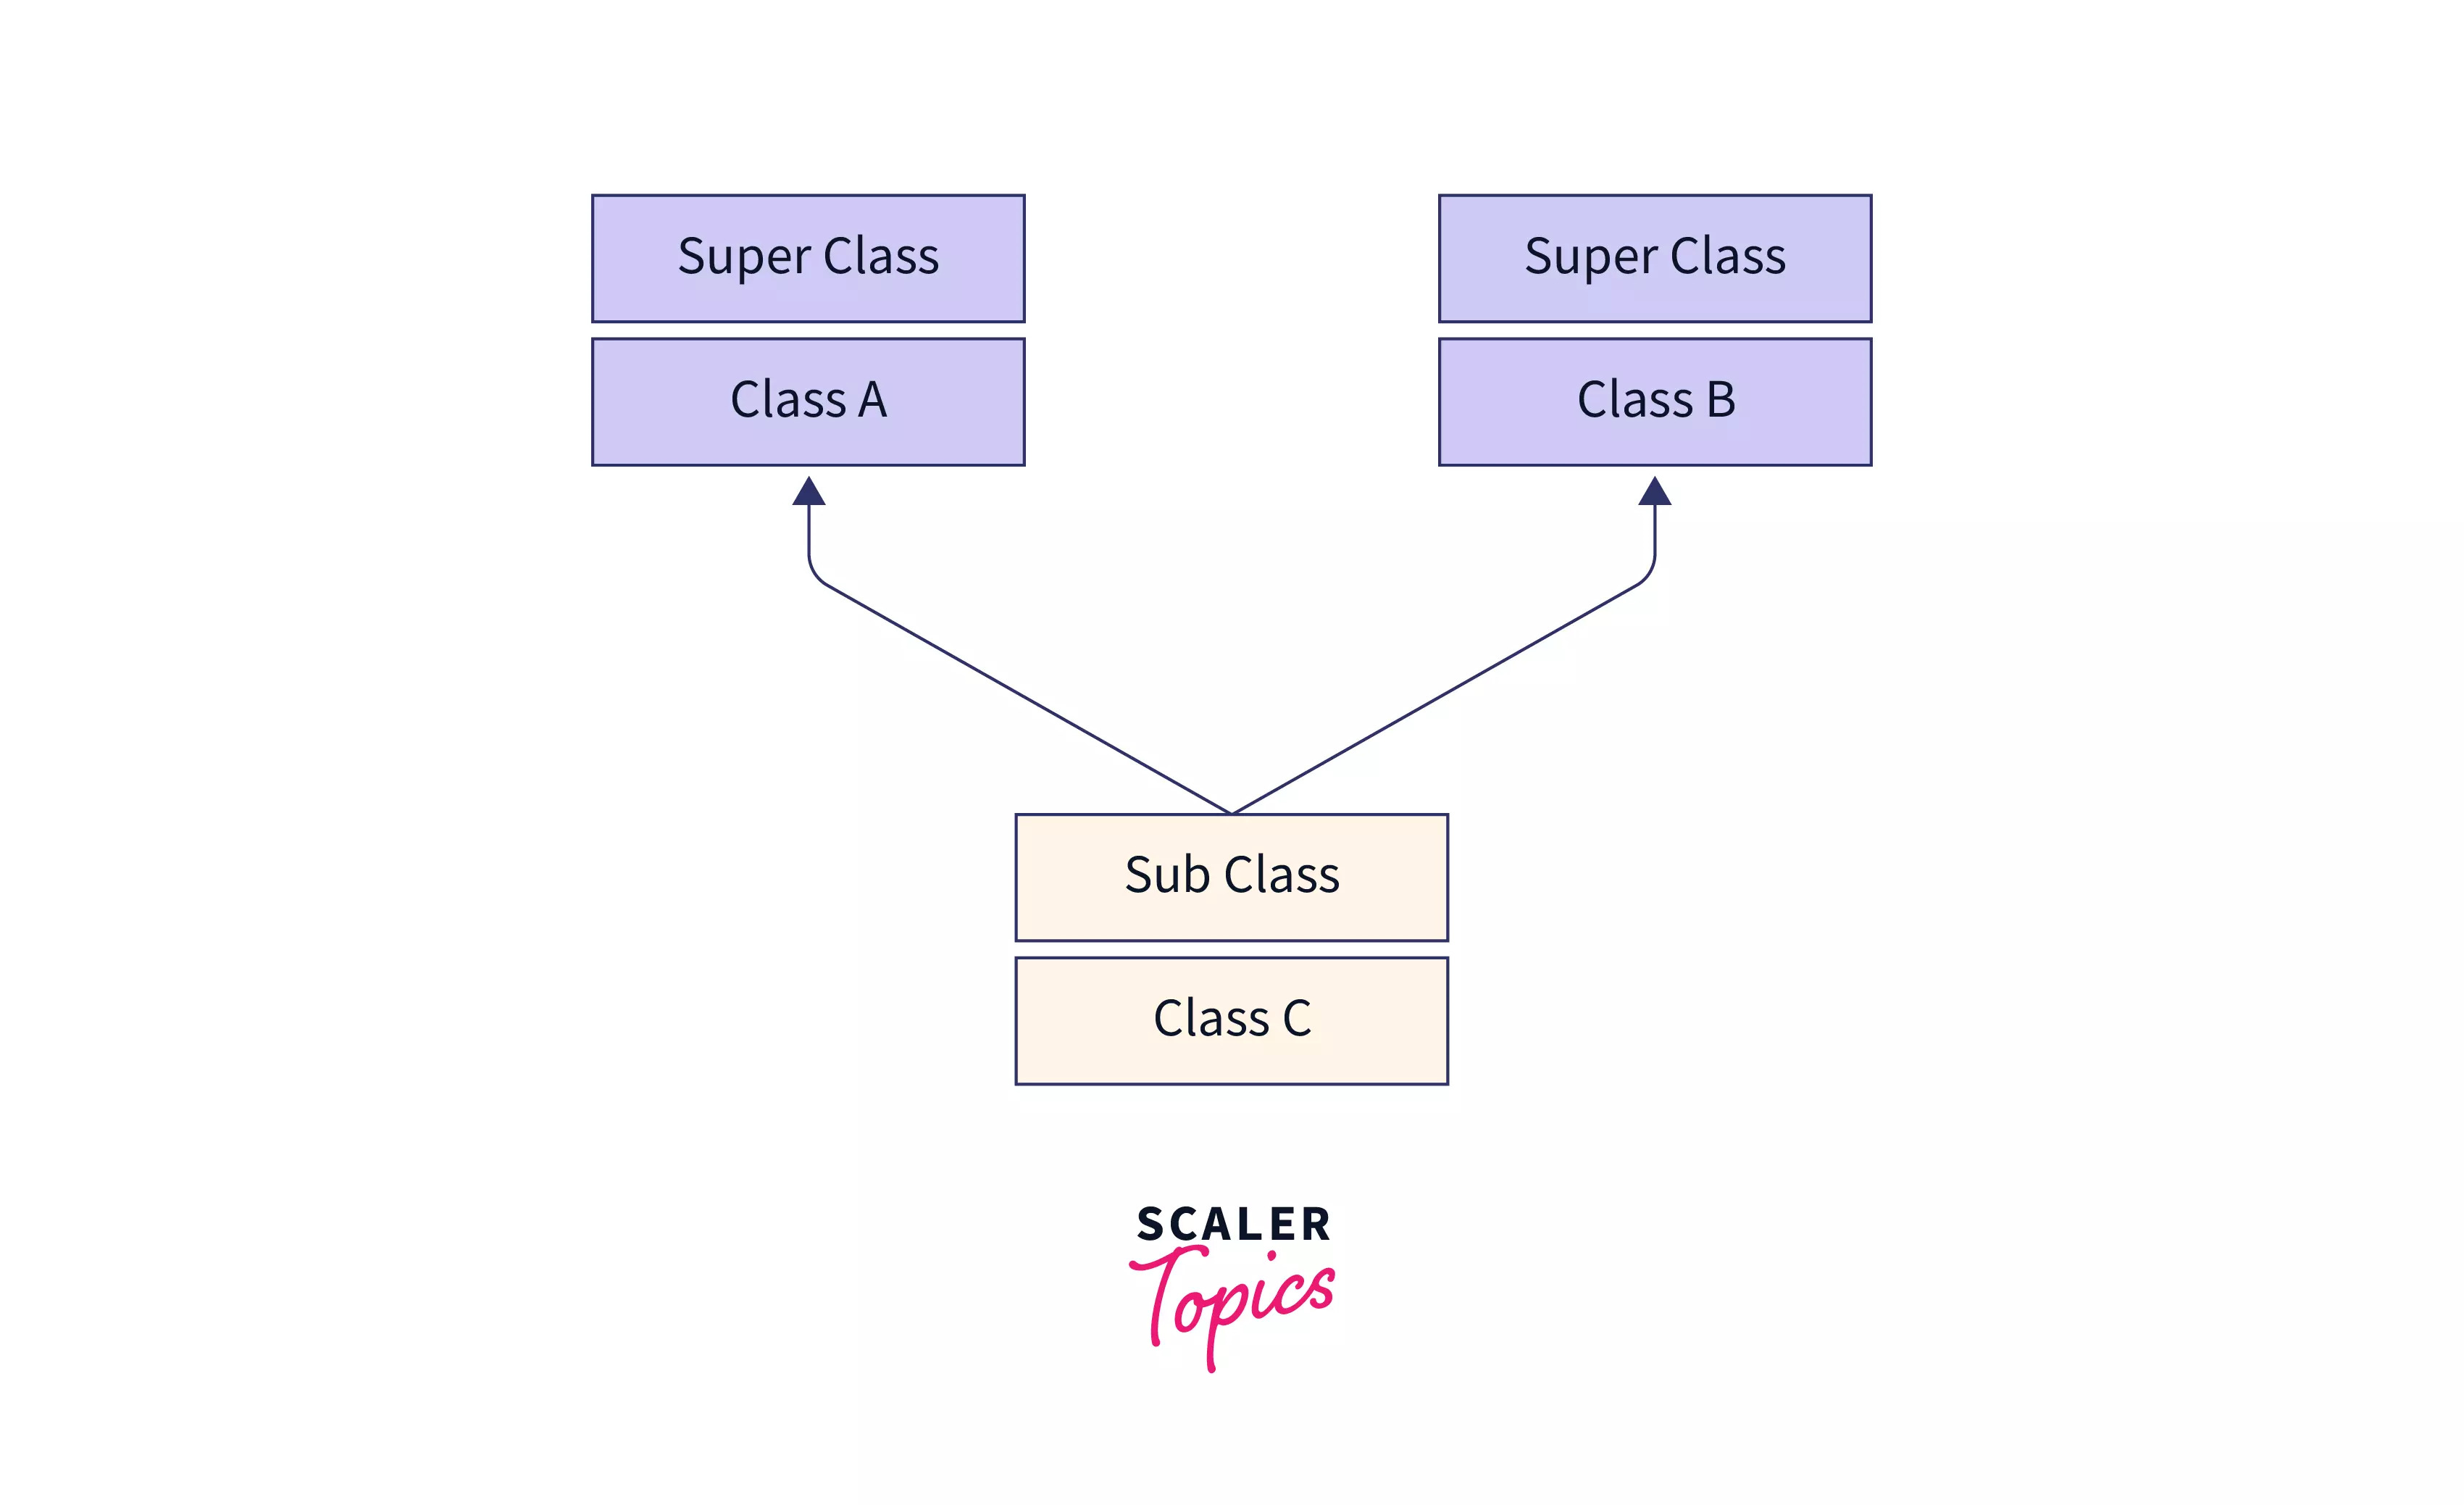 Super Class
Class A
Super Class
Class B
Sub Class
Class C
SCALER
Topics